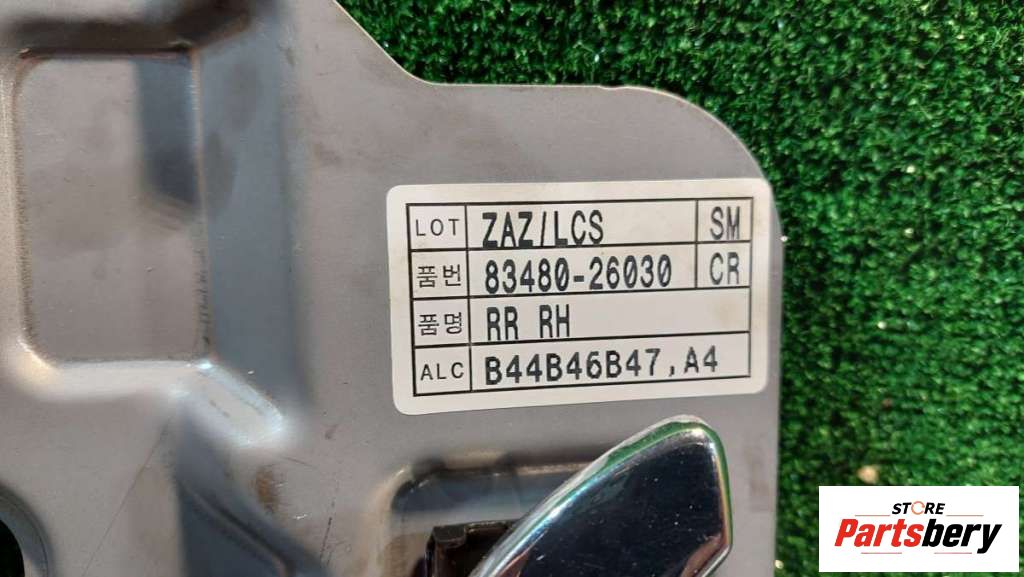 LOT ZAZ/LCS SM
품번 83480-26030 CR
품명 RR RH
ALC B44B46B47,A4
STORE
Partsbery